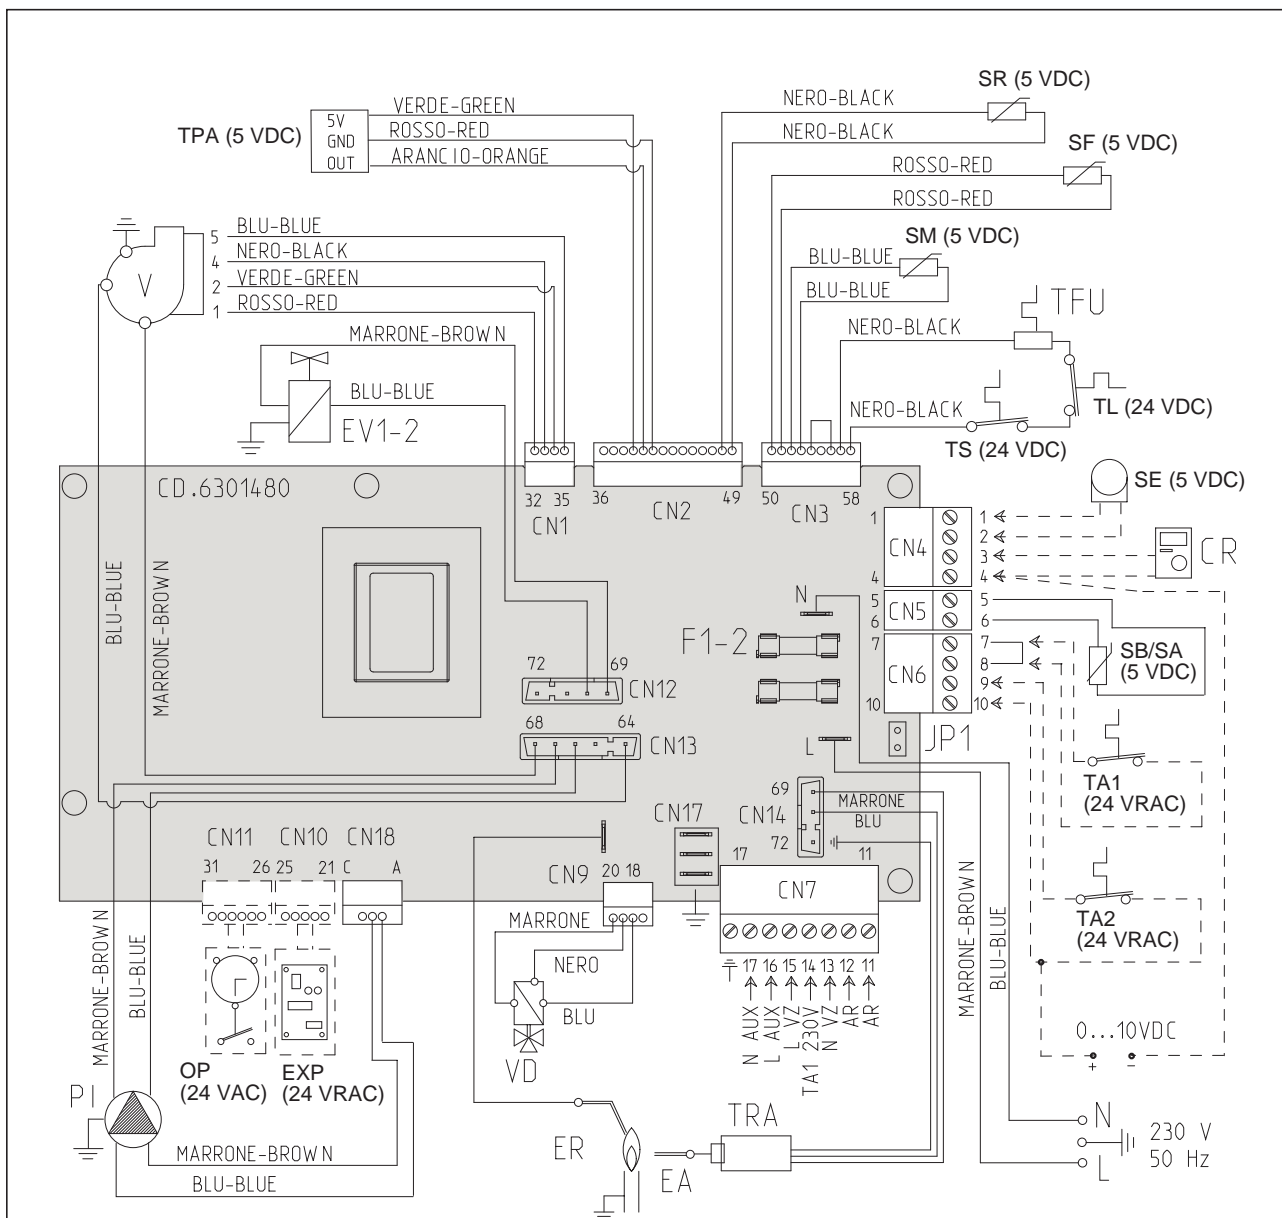 SR (5 VDC)
NERO-BLACK
NERO-BLACK
VERDE-GREEN
ROSSO-RED
ARANCIO-ORANGE
TPA (5 VDC)
5V
GND
OUT
SF (5 VDC)
ROSSO-RED
ROSSO-RED
V
5 BLU-BLUE
4 NERO-BLACK
2 VERDE-GREEN
1 ROSSO-RED
SM (5 VDC)
BLU-BLUE
BLU-BLUE
TFU
NERO-BLACK
MARRONE-BROWN
BLU-BLUE
EV1-2
NERO-BLACK
TL (24 VDC)
TS (24 VDC)
CD.6301480
32 35
CN1
36 49
CN2
50 58
CN3
SE (5 VDC)
1 4
CN4
1
2
3
4
CR
5
6
CN5
5
6
SB/SA
(5 VDC)
7
10
CN6
7
8
9
10
JP1
N
F1-2
L
BLU-BLUE
MARRONE-BROWN
72 69
CN12
68 64
CN13
TA1
(24 VRAC)
69
CN14
72
MARRONE
BLU
CN17
CN11
31 26
CN10
25 21
CN18
C A
CN9
20 18
17 11
CN7
MARRONE
NERO
BLU
VD
17 16 15 14 13 12 11
N AUX
L AUX
L VZ
TA1 230V
N VZ
AR
AR
MARRONE-BROWN
BLU-BLUE
TA2
(24 VRAC)
0...10VDC
+ -
MARRONE-BROWN
BLU-BLUE
OP
(24 VAC)
EXP
(24 VRAC)
PI
MARRONE-BROWN
BLU-BLUE
ER
EA
TRA
N
L
230 V
50 Hz